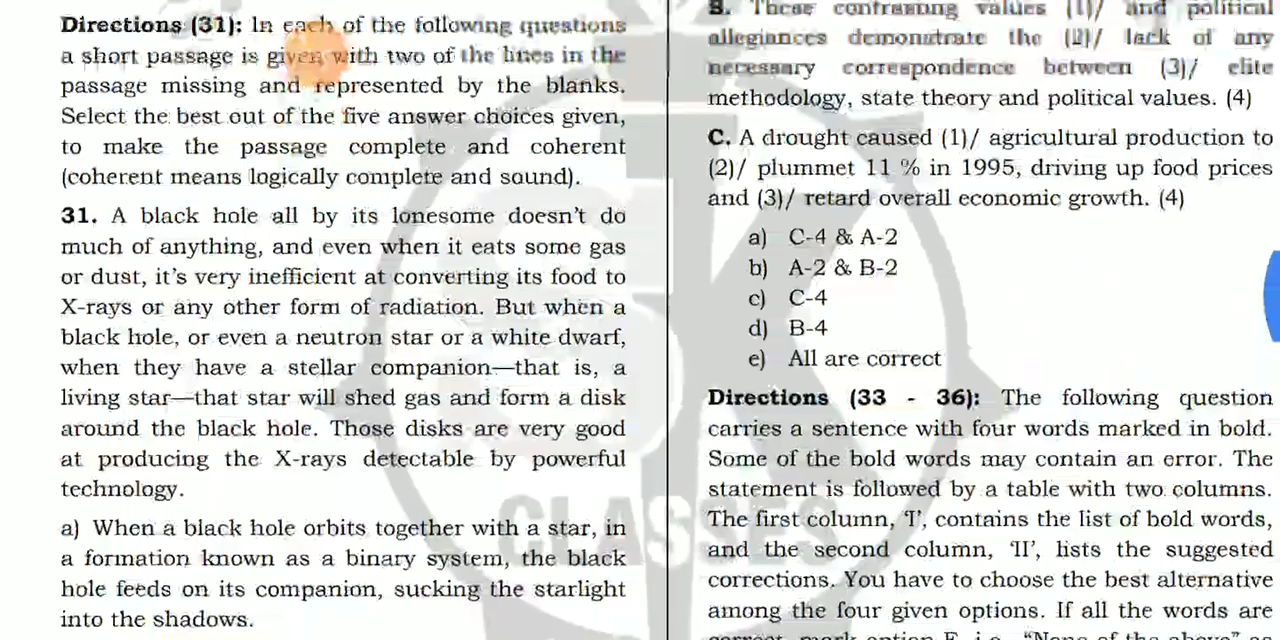 Directions (31): In each of the following questions
a short passage is given with two of the lines in the
passage missing and represented by the blanks.
Select the best out of the five answer choices given,
to make the passage complete and coherent
(coherent means logically complete and sound).
31. A black hole all by its lonesome doesn't do
much of anything, and even when it eats some gas
or dust, it's very inefficient at converting its food to
X-rays or any other form of radiation. But when a
black hole, or even a neutron star or a white dwarf,
when they have a stellar companion—that is, a
living star—that star will shed gas and form a disk
around the black hole. Those disks are very good
at producing the X-rays detectable by powerful
technology.
a) When a black hole orbits together with a star, in
a formation known as a binary system, the black
hole feeds on its companion, sucking the starlight
into the shadows.
B. These contrasting values (1)/ and political
allegiances demonstrate the (2)/ lack of any
necessary correspondence between (3)/ elite
methodology, state theory and political values. (4)
C. A drought caused (1)/ agricultural production to
(2)/ plummet 11 % in 1995, driving up food prices
and (3)/ retard overall economic growth. (4)
a) C-4 & A-2
b) A-2 & B-2
c) C-4
d) B-4
e) All are correct
Directions (33 - 36): The following question
carries a sentence with four words marked in bold.
Some of the bold words may contain an error. The
statement is followed by a table with two columns.
The first column, 'I', contains the list of bold words,
and the second column, 'II', lists the suggested
corrections. You have to choose the best alternative
among the four given options. If all the words are
correct, mark option E, i.e. "None of the above" as
CLASSES